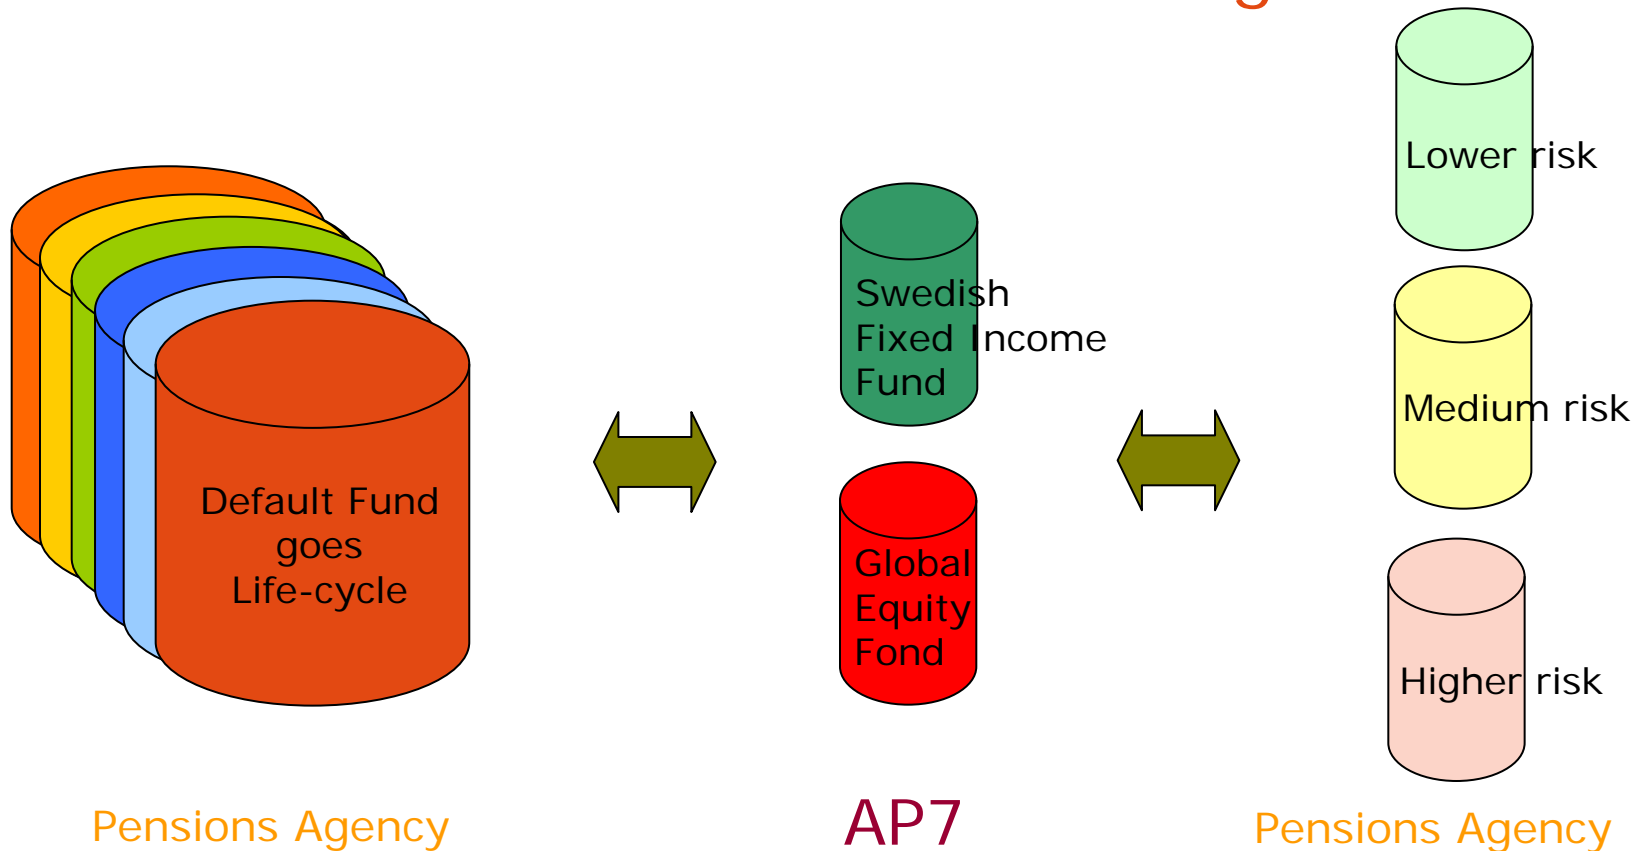 Default Fund
goes
Life-cycle
Pensions Agency
Swedish
Fixed Income
Fund
Global
Equity
Fond
AP7
Lower risk
Medium risk
Higher risk
Pensions Agency